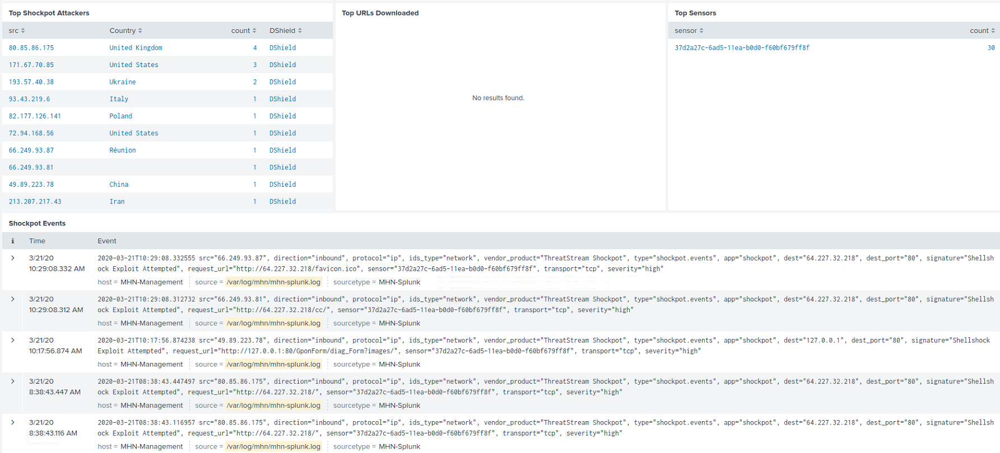 Top Shockpot Attackers
src Country count DShield
80.85.86.175 United Kingdom 4 DShield
171.67.70.85 United States 3 DShield
193.57.40.38 Ukraine 2 DShield
93.43.219.6 Italy 1 DShield
82.177.126.141 Poland 1 DShield
72.94.168.56 United States 1 DShield
66.249.93.87 Réunion 1 DShield
66.249.93.81 1 DShield
49.89.223.78 China 1 DShield
213.207.217.43 Iran 1 DShield
Top URLs Downloaded
No results found.
Top Sensors
sensor count
37d2a27c-6ad5-11ea-b0d0-f60bf679ff8f 30
Shockpot Events
i Time Event
3/21/20 2020-03-21T10:29:08.332555 src="66.249.93.87", direction="inbound", protocol="ip", ids_type="network", vendor_product="ThreatStream Shockpot", type="shockpot.events", app="shockpot", dest="64.227.32.218", dest_port="80", signature="Shellsh
10:29:08.332 AM ock Exploit Attempted", request_url="http://64.227.32.218/favicon.ico", sensor="37d2a27c-6ad5-11ea-b0d0-f60bf679ff8f", transport="tcp", severity="high"
host = MHN-Management source = /var/log/mhn/mhn-splunk.log sourcetype = MHN-Splunk
3/21/20 2020-03-21T10:29:08.312732 src="66.249.93.81", direction="inbound", protocol="ip", ids_type="network", vendor_product="ThreatStream Shockpot", type="shockpot.events", app="shockpot", dest="64.227.32.218", dest_port="80", signature="Shellsh
10:29:08.312 AM ock Exploit Attempted", request_url="http://64.227.32.218/cc/", sensor="37d2a27c-6ad5-11ea-b0d0-f60bf679ff8f", transport="tcp", severity="high"
host = MHN-Management source = /var/log/mhn/mhn-splunk.log sourcetype = MHN-Splunk
3/21/20 2020-03-21T10:17:56.874238 src="49.89.223.78", direction="inbound", protocol="ip", ids_type="network", vendor_product="ThreatStream Shockpot", type="shockpot.events", app="shockpot", dest="127.0.0.1", dest_port="80", signature="Shellshock
10:17:56.874 AM Exploit Attempted", request_url="http://127.0.0.1:80/GponForm/diag_Form?images/", sensor="37d2a27c-6ad5-11ea-b0d0-f60bf679ff8f", transport="tcp", severity="high"
host = MHN-Management source = /var/log/mhn/mhn-splunk.log sourcetype = MHN-Splunk
3/21/20 2020-03-21T08:38:43.447497 src="80.85.86.175", direction="inbound", protocol="ip", ids_type="network", vendor_product="ThreatStream Shockpot", type="shockpot.events", app="shockpot", dest="64.227.32.218", dest_port="80", signature="Shellsh
8:38:43.447 AM ock Exploit Attempted", request_url="http://64.227.32.218/", sensor="37d2a27c-6ad5-11ea-b0d0-f60bf679ff8f", transport="tcp", severity="high"
host = MHN-Management source = /var/log/mhn/mhn-splunk.log sourcetype = MHN-Splunk
3/21/20 2020-03-21T08:38:43.116957 src="80.85.86.175", direction="inbound", protocol="ip", ids_type="network", vendor_product="ThreatStream Shockpot", type="shockpot.events", app="shockpot", dest="64.227.32.218", dest_port="80", signature="Shellsh
8:38:43.116 AM ock Exploit Attempted", request_url="http://64.227.32.218/", sensor="37d2a27c-6ad5-11ea-b0d0-f60bf679ff8f", transport="tcp", severity="high"
host = MHN-Management source = /var/log/mhn/mhn-splunk.log sourcetype = MHN-Splunk